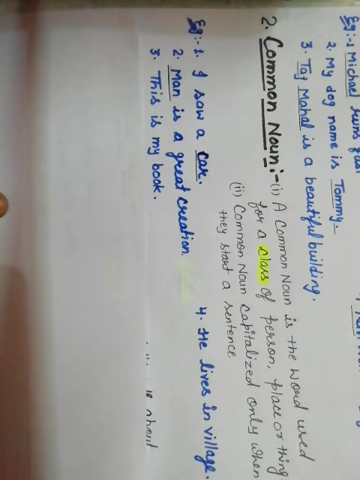 Eg:-1 Michael
2. My dog name is Tommy.
3. Taj Mahal is a beautiful building.
2. Common Noun:- (i) A Common Noun is the word used
for a class of person, place or thing
(ii) Common Noun capitalized only when
they start a sentence
Eg:- 1. I saw a car.
2. Man is a great creation
4. He lives in village.
3. This is my book.
about